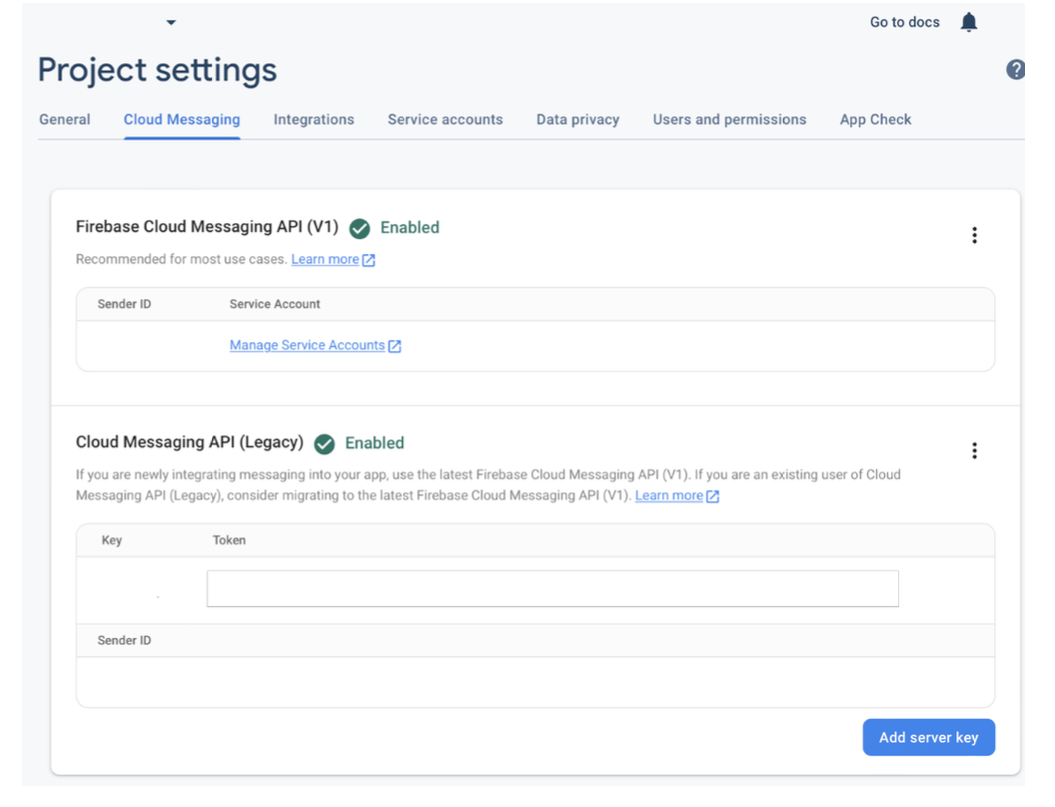 Go to docs
Project settings
General Cloud Messaging Integrations Service accounts Data privacy Users and permissions App Check
Firebase Cloud Messaging API (V1) Enabled
Recommended for most use cases. Learn more
Sender ID Service Account
Manage Service Accounts
Cloud Messaging API (Legacy) Enabled
If you are newly integrating messaging into your app, use the latest Firebase Cloud Messaging API (V1). If you are an existing user of Cloud
Messaging API (Legacy), consider migrating to the latest Firebase Cloud Messaging API (V1). Learn more
Key Token
Sender ID
Add server key